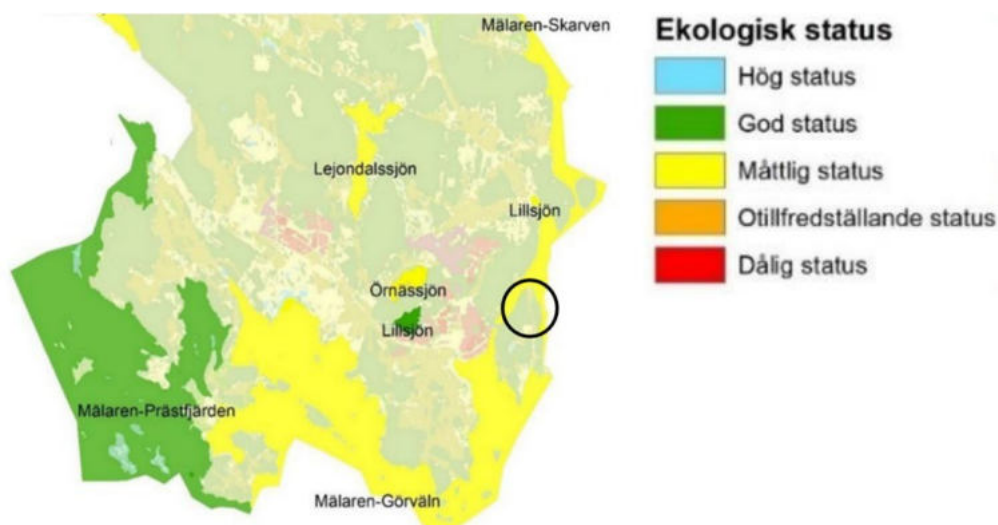 Mälaren-Skarven
Lejondalssjön
Lillsjön
Örnässjön
Lillsjön
Mälaren-Prästfjärden
Mälaren-Görväln
Ekologisk status
Hög status
God status
Måttlig status
Otillfredställande status
Dålig status